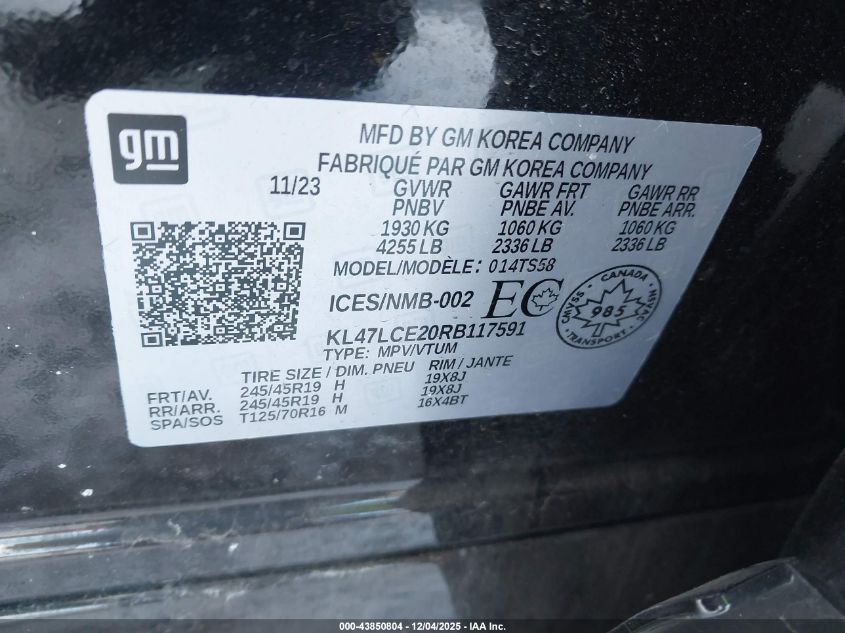 gm
MFD BY GM KOREA COMPANY
FABRIQUÉ PAR GM KOREA COMPANY
11/23 GVWR GAWR FRT GAWR RR
PNBV PNBE AV. PNBE ARR.
1930 KG 1060 KG 1060 KG
4255 LB 2336 LB 2336 LB
MODEL/MODÈLE: 014TS58
ICES/NMB-002 EC CANADA 985 CMVSS NSVAC
KL47LCE20RB117591
TYPE: MPV/VTUM
TIRE SIZE / DIM. PNEU RIM / JANTE
FRT/AV. 245/45R19 H 19X8J
RR/ARR. 245/45R19 H 19X8J
SPA/SOS T125/70R16 M 16X4BT
000-43850804 - 12/04/2025 - IAA Inc.